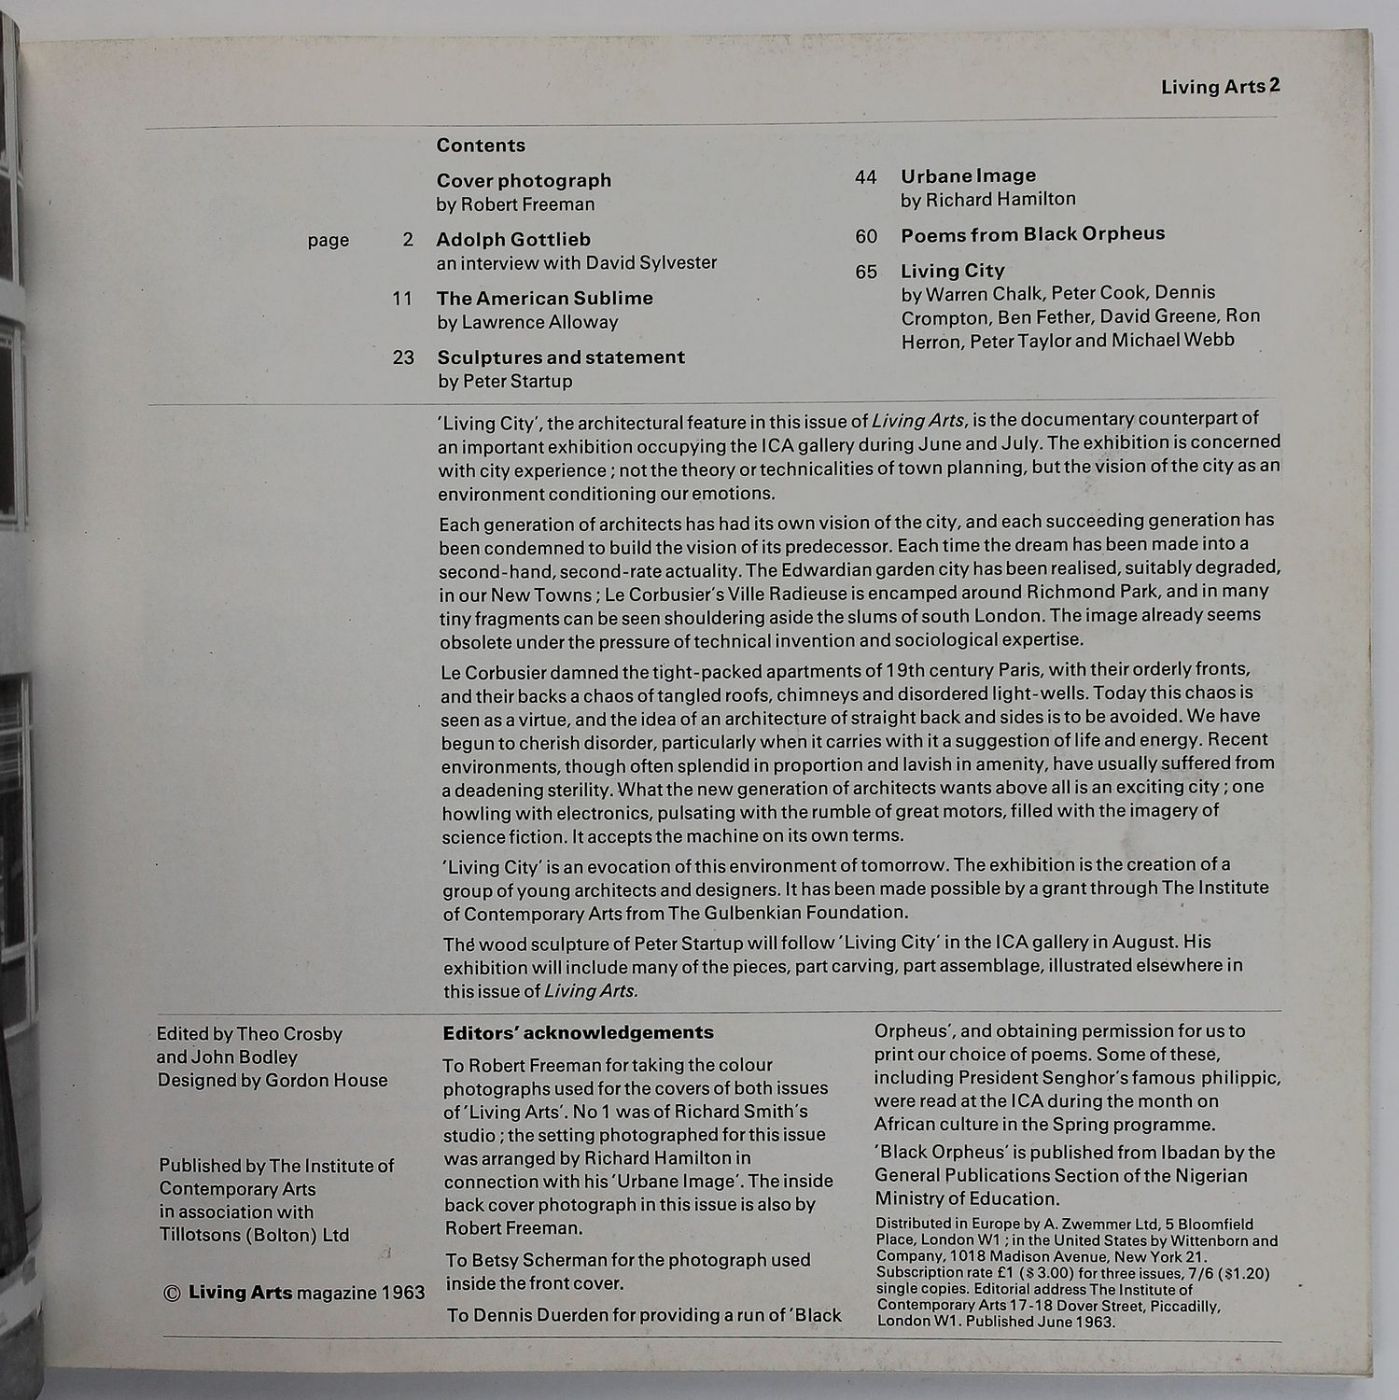 Living Arts 2
Contents
Cover photograph
by Robert Freeman
page 2 Adolph Gottlieb
an interview with David Sylvester
11 The American Sublime
by Lawrence Alloway
23 Sculptures and statement
by Peter Startup
44 Urbane Image
by Richard Hamilton
60 Poems from Black Orpheus
65 Living City
by Warren Chalk, Peter Cook, Dennis
Crompton, Ben Fether, David Greene, Ron
Herron, Peter Taylor and Michael Webb
'Living City', the architectural feature in this issue of Living Arts, is the documentary counterpart of
an important exhibition occupying the ICA gallery during June and July. The exhibition is concerned
with city experience ; not the theory or technicalities of town planning, but the vision of the city as an
environment conditioning our emotions.
Each generation of architects has had its own vision of the city, and each succeeding generation has
been condemned to build the vision of its predecessor. Each time the dream has been made into a
second-hand, second-rate actuality. The Edwardian garden city has been realised, suitably degraded,
in our New Towns ; Le Corbusier's Ville Radieuse is encamped around Richmond Park, and in many
tiny fragments can be seen shouldering aside the slums of south London. The image already seems
obsolete under the pressure of technical invention and sociological expertise.
Le Corbusier damned the tight-packed apartments of 19th century Paris, with their orderly fronts,
and their backs a chaos of tangled roofs, chimneys and disordered light-wells. Today this chaos is
seen as a virtue, and the idea of an architecture of straight back and sides is to be avoided. We have
begun to cherish disorder, particularly when it carries with it a suggestion of life and energy. Recent
environments, though often splendid in proportion and lavish in amenity, have usually suffered from
a deadening sterility. What the new generation of architects wants above all is an exciting city ; one
howling with electronics, pulsating with the rumble of great motors, filled with the imagery of
science fiction. It accepts the machine on its own terms.
'Living City' is an evocation of this environment of tomorrow. The exhibition is the creation of a
group of young architects and designers. It has been made possible by a grant through The Institute
of Contemporary Arts from The Gulbenkian Foundation.
The wood sculpture of Peter Startup will follow 'Living City' in the ICA gallery in August. His
exhibition will include many of the pieces, part carving, part assemblage, illustrated elsewhere in
this issue of Living Arts.
Edited by Theo Crosby
and John Bodley
Designed by Gordon House
Published by The Institute of
Contemporary Arts
in association with
Tillotsons (Bolton) Ltd
© Living Arts magazine 1963
Editors' acknowledgements
To Robert Freeman for taking the colour
photographs used for the covers of both issues
of 'Living Arts'. No 1 was of Richard Smith's
studio ; the setting photographed for this issue
was arranged by Richard Hamilton in
connection with his 'Urbane Image'. The inside
back cover photograph in this issue is also by
Robert Freeman.
To Betsy Scherman for the photograph used
inside the front cover.
To Dennis Duerden for providing a run of 'Black
Orpheus', and obtaining permission for us to
print our choice of poems. Some of these,
including President Senghor's famous philippic,
were read at the ICA during the month on
African culture in the Spring programme.
'Black Orpheus' is published from Ibadan by the
General Publications Section of the Nigerian
Ministry of Education.
Distributed in Europe by A. Zwemmer Ltd, 5 Bloomfield
Place, London W1 ; in the United States by Wittenborn and
Company, 1018 Madison Avenue, New York 21.
Subscription rate £1 ($3.00) for three issues, 7/6 ($1.20)
single copies. Editorial address The Institute of
Contemporary Arts 17-18 Dover Street, Piccadilly,
London W1. Published June 1963.